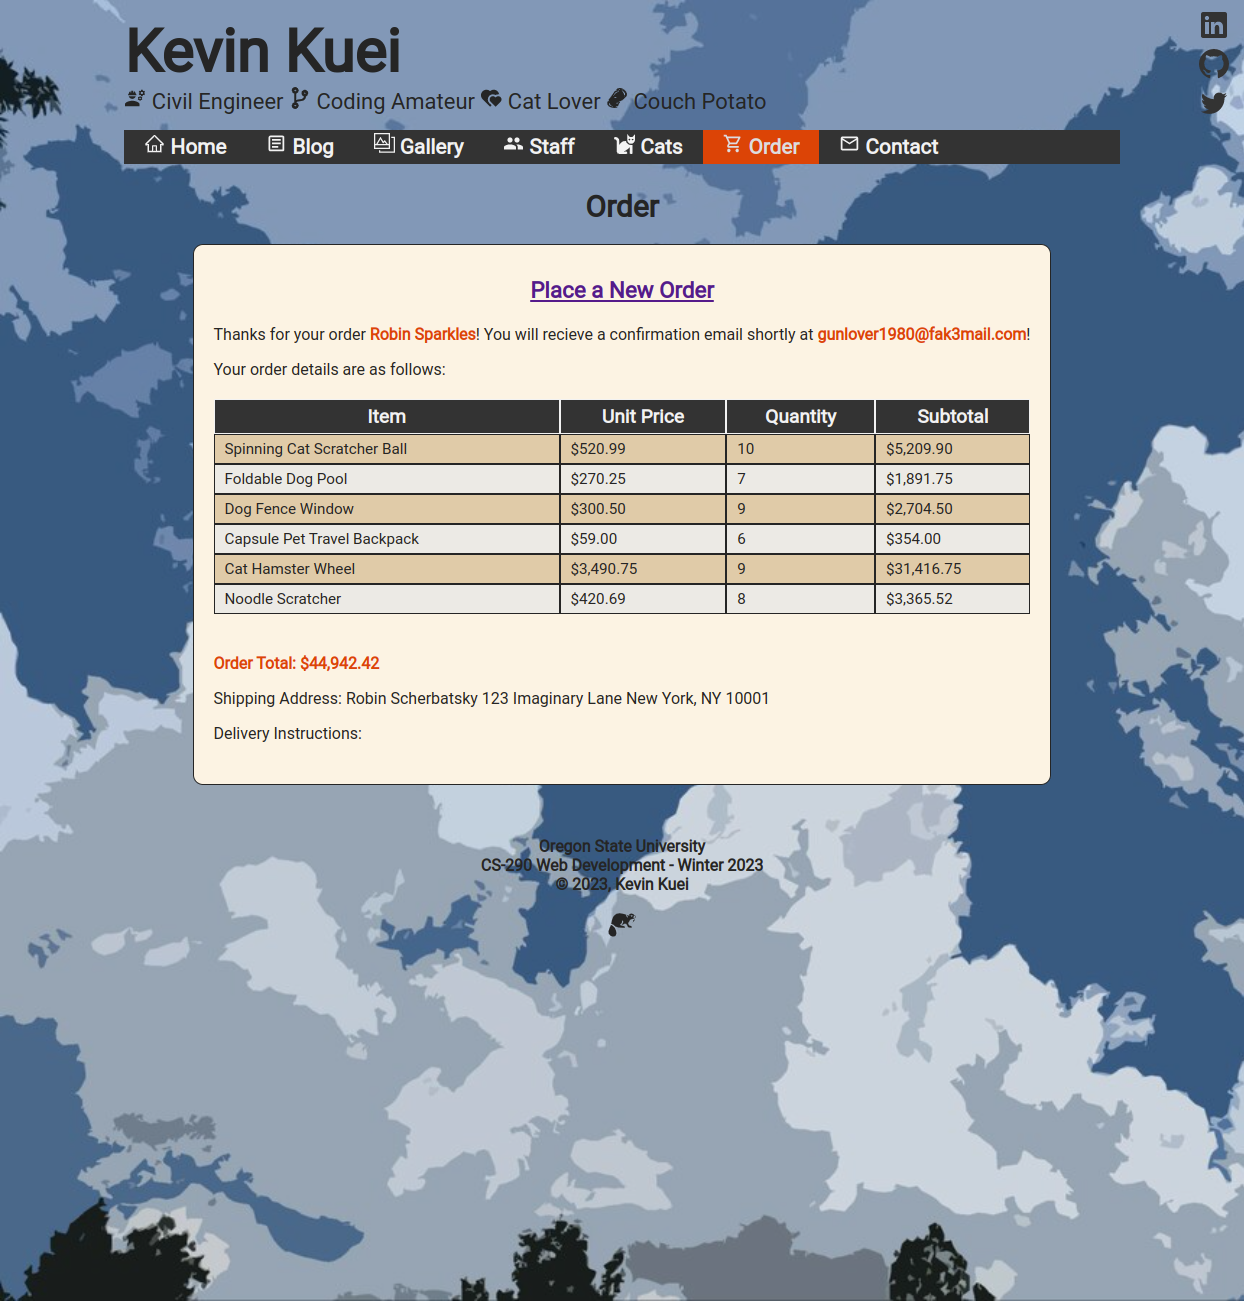 Kevin Kuei
Civil Engineer Coding Amateur Cat Lover Couch Potato
Home Blog Gallery Staff Cats Order Contact
Order
Place a New Order
Thanks for your order Robin Sparkles! You will recieve a confirmation email shortly at gunlover1980@fak3mail.com!
Your order details are as follows:
Item Unit Price Quantity Subtotal
Spinning Cat Scratcher Ball $520.99 10 $5,209.90
Foldable Dog Pool $270.25 7 $1,891.75
Dog Fence Window $300.50 9 $2,704.50
Capsule Pet Travel Backpack $59.00 6 $354.00
Cat Hamster Wheel $3,490.75 9 $31,416.75
Noodle Scratcher $420.69 8 $3,365.52
Order Total: $44,942.42
Shipping Address: Robin Scherbatsky 123 Imaginary Lane New York, NY 10001
Delivery Instructions:
Oregon State University
CS-290 Web Development - Winter 2023
© 2023, Kevin Kuei